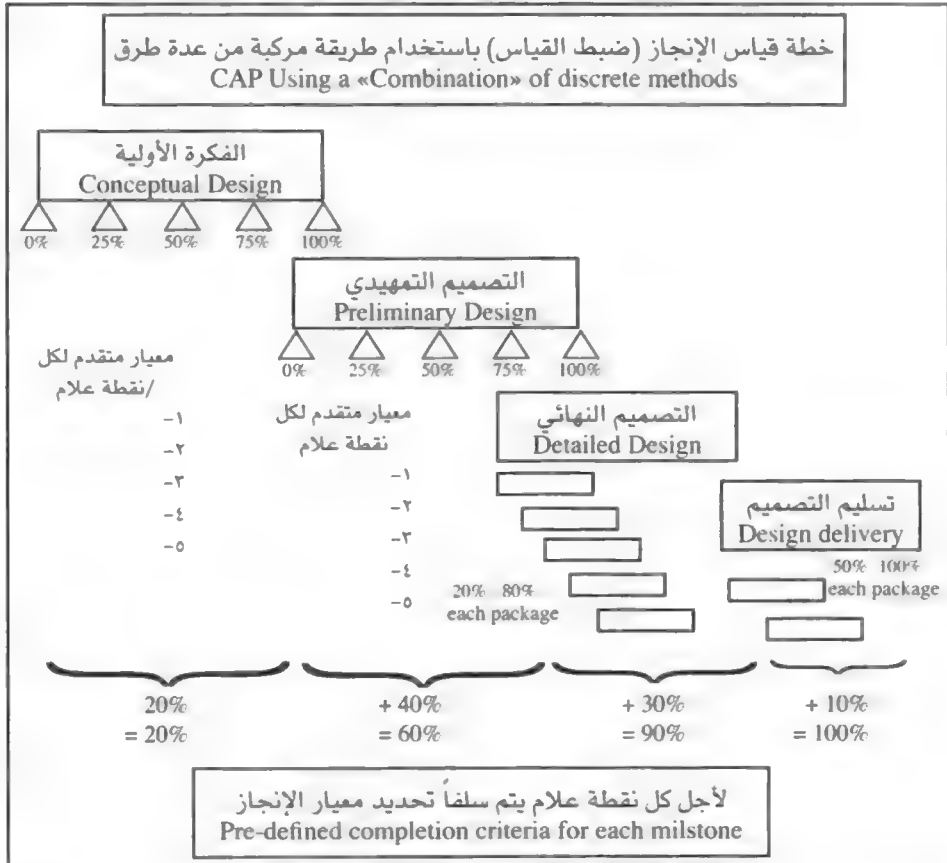 خطة قياس الإنجاز (ضبط القياس) باستخدام طريقة مركبة من عدة طرق
CAP Using a «Combination» of discrete methods
الفكرة الأولية
Conceptual Design
0% 25% 50% 75% 100%
التصميم التمهيدي
Preliminary Design
0% 25% 50% 75% 100%
معيار متقدم لكل
/نقطة علام
١-
٢-
٣-
٤-
٥-
معيار متقدم لكل
نقطة علام
١-
٢-
٣-
٤-
٥-
التصميم النهائي
Detailed Design
20% 80%
each package
تسليم التصميم
Design delivery
50% 100%
each package
20% + 40% + 30% + 10%
= 20% = 60% = 90% = 100%
لأجل كل نقطة علام يتم سلفاً تحديد معيار الإنجاز
Pre-defined completion criteria for each milstone